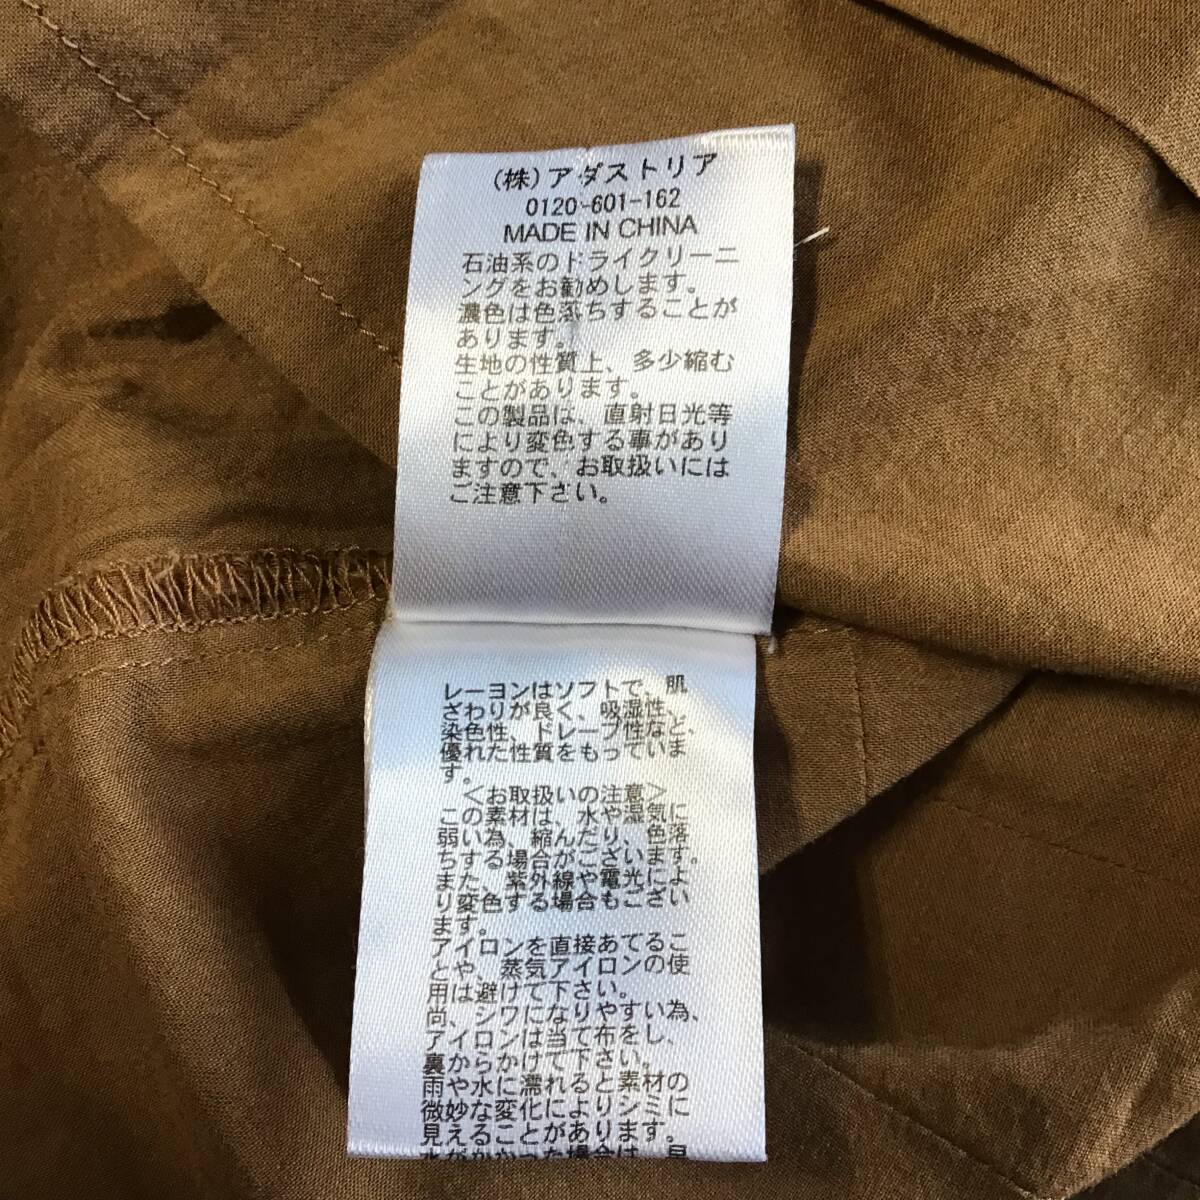 (株)アダストリア
0120-601-162
MADE IN CHINA
石油系のドライクリーニ
ングをお勧めします。
濃色は色落ちすることが
あります。
生地の性質上、多少縮む
ことがあります。
この製品は、直射日光等
により変色する事があり
ますので、お取扱いには
ご注意下さい。
レーヨンはソフトで、肌
ざわりが良く、吸湿性、
染色性、ドレープ性など、
優れた性質をもっていま
す。
＜お取扱いの注意＞
この素材は、水や湿気に
弱い為、縮んだり、色落
ちする場合がございます。
また、紫外線や電光によ
り変色する場合もござい
ます。
アイロンを直接あてるこ
とや、蒸気アイロンの使
用は避けて下さい。
尚、シワになりやすい為、
アイロンは当て布をし、
裏からかけて下さい。
雨や水に濡れると素材の
微妙な変化によりシミに
見えることがあります。
水がかかった場合は、早